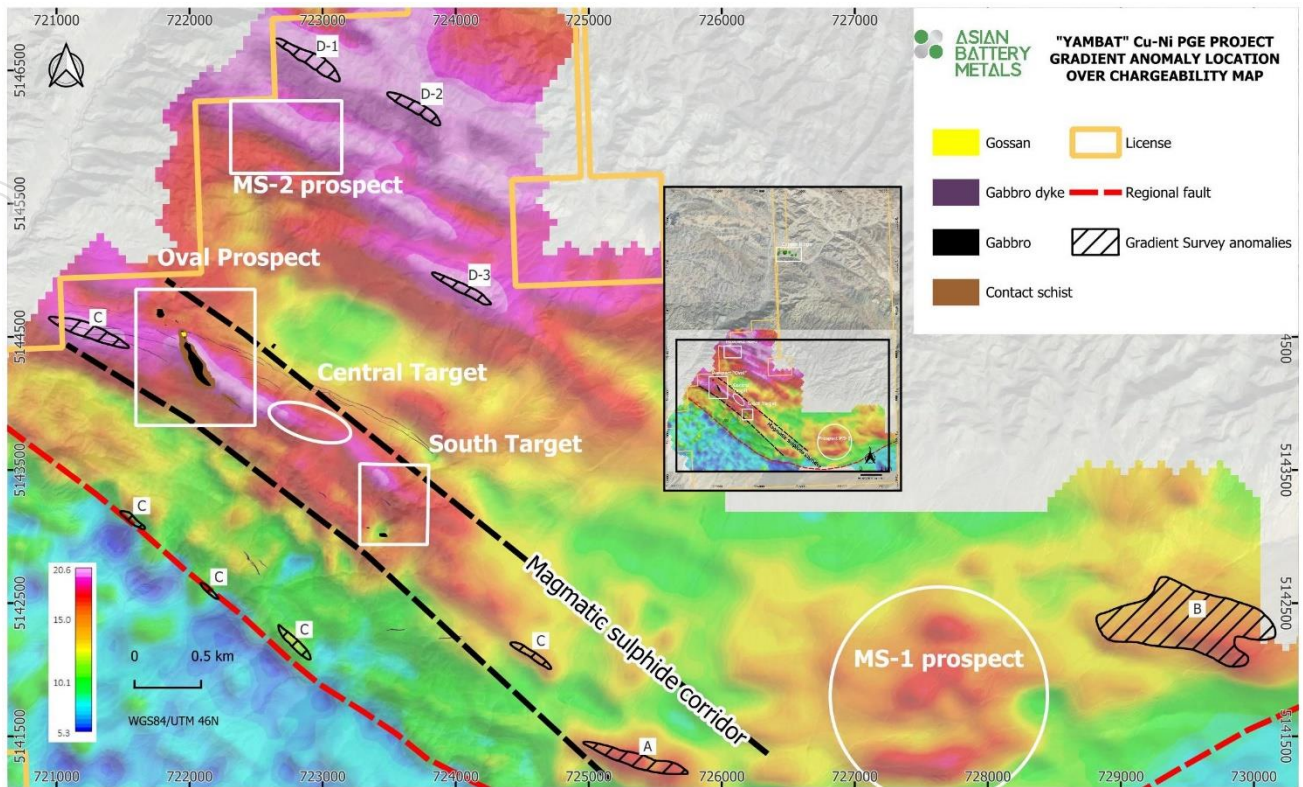 721000 722000 723000 724000 725000 726000 727000
5146500
5145500
5144500
5143500
5142500
5141500
D-1
D-2
MS-2 prospect
Oval Prospect
D-3
C
Central Target
South Target
C
C
C
C
Magmatic sulphide corridor
A
MS-1 prospect
B
ASIAN
BATTERY
METALS
"YAMBAT" Cu-Ni PGE PROJECT
GRADIENT ANOMALY LOCATION
OVER CHARGEABILITY MAP
Gossan
License
Gabbro dyke
Regional fault
Gabbro
Gradient Survey anomalies
Contact schist
4500
5143500
5142500
5141500
20.6
15.0
10.1
5.3
0 0.5 km
WGS84/UTM 46N
721000 722000 723000 724000 725000 726000 727000 728000 729000 730000